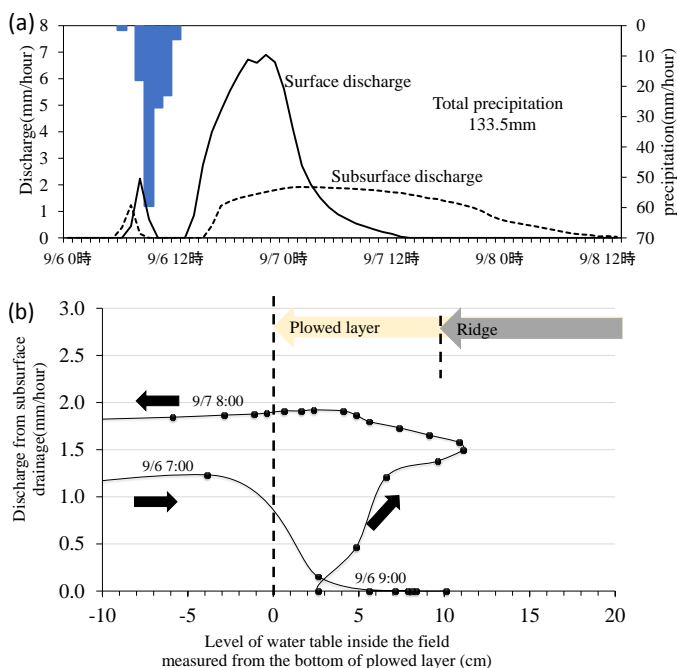 (a)
8
7
6
5
4
3
2
1
0
Discharge(mm/hour)
0
10
20
30
40
50
60
70
precipitation(mm/hour)
Surface discharge
Total precipitation
133.5mm
Subsurface discharge
9/6 0時
9/6 12時
9/7 0時
9/7 12時
9/8 0時
9/8 12時
(b)
3.0
2.5
2.0
1.5
1.0
0.5
0.0
Discharge from subsurface
drainage(mm/hour)
Plowed layer
Ridge
9/7 8:00
9/6 7:00
9/6 9:00
-10
-5
0
5
10
15
20
Level of water table inside the field
measured from the bottom of plowed layer (cm)